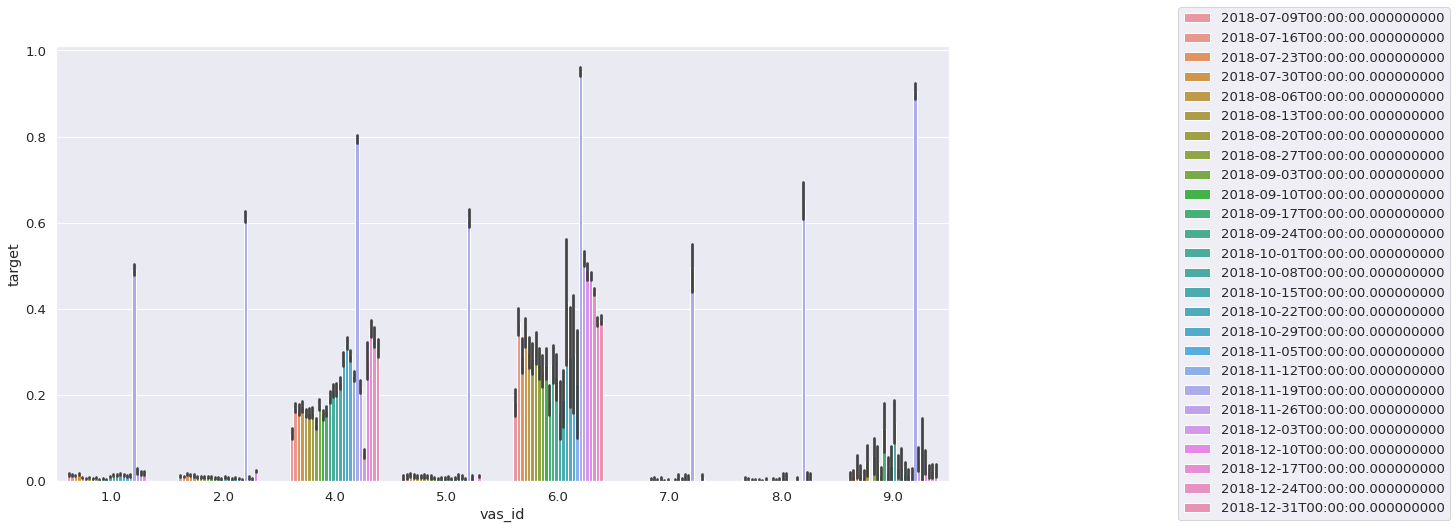 1.0
0.8
0.6
0.4
0.2
0.0
target
1.0
2.0
4.0
5.0
6.0
7.0
8.0
9.0
vas_id
2018-07-09T00:00:00.000000000
2018-07-16T00:00:00.000000000
2018-07-23T00:00:00.000000000
2018-07-30T00:00:00.000000000
2018-08-06T00:00:00.000000000
2018-08-13T00:00:00.000000000
2018-08-20T00:00:00.000000000
2018-08-27T00:00:00.000000000
2018-09-03T00:00:00.000000000
2018-09-10T00:00:00.000000000
2018-09-17T00:00:00.000000000
2018-09-24T00:00:00.000000000
2018-10-01T00:00:00.000000000
2018-10-08T00:00:00.000000000
2018-10-15T00:00:00.000000000
2018-10-22T00:00:00.000000000
2018-10-29T00:00:00.000000000
2018-11-05T00:00:00.000000000
2018-11-12T00:00:00.000000000
2018-11-19T00:00:00.000000000
2018-11-26T00:00:00.000000000
2018-12-03T00:00:00.000000000
2018-12-10T00:00:00.000000000
2018-12-17T00:00:00.000000000
2018-12-24T00:00:00.000000000
2018-12-31T00:00:00.000000000